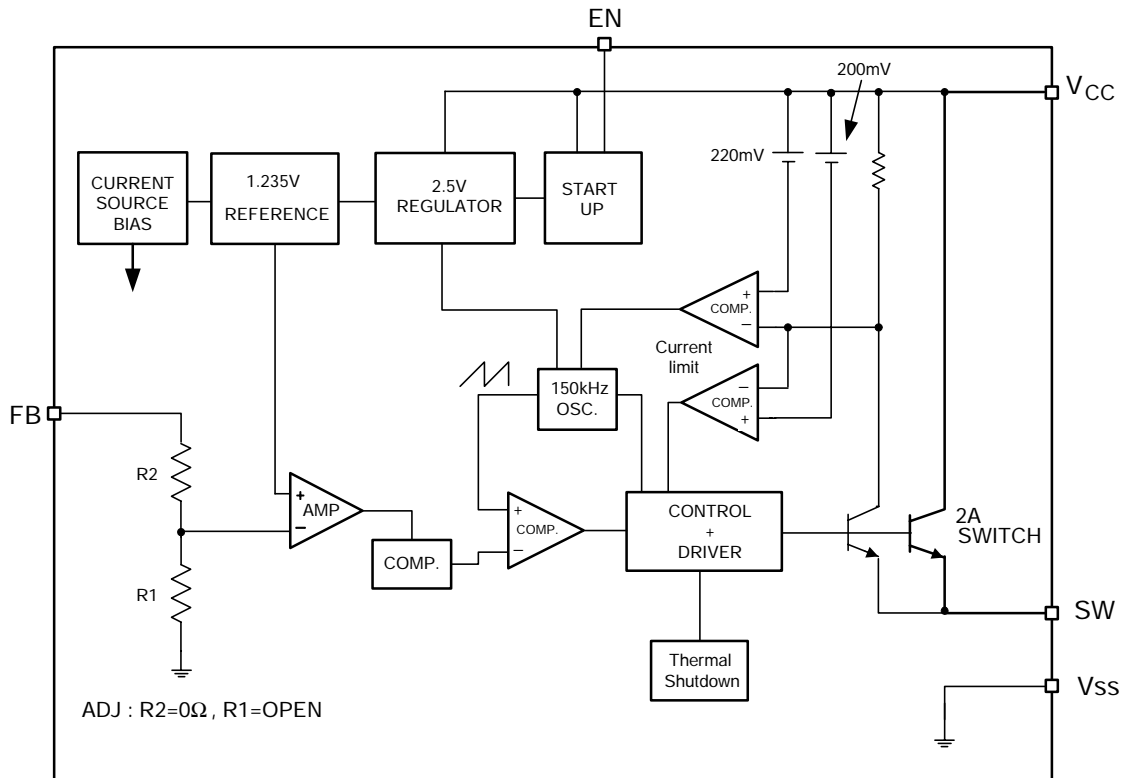 EN
200mV
VCC
220mV
CURRENT
SOURCE
BIAS
1.235V
REFERENCE
2.5V
REGULATOR
START
UP
+
COMP.
−
Current
limit
−
COMP.
+
150kHz
OSC.
FB
R2
+
AMP
−
+
COMP.
−
CONTROL
+
DRIVER
2A
SWITCH
COMP.
R1
SW
Thermal
Shutdown
Vss
ADJ : R2=0Ω , R1=OPEN